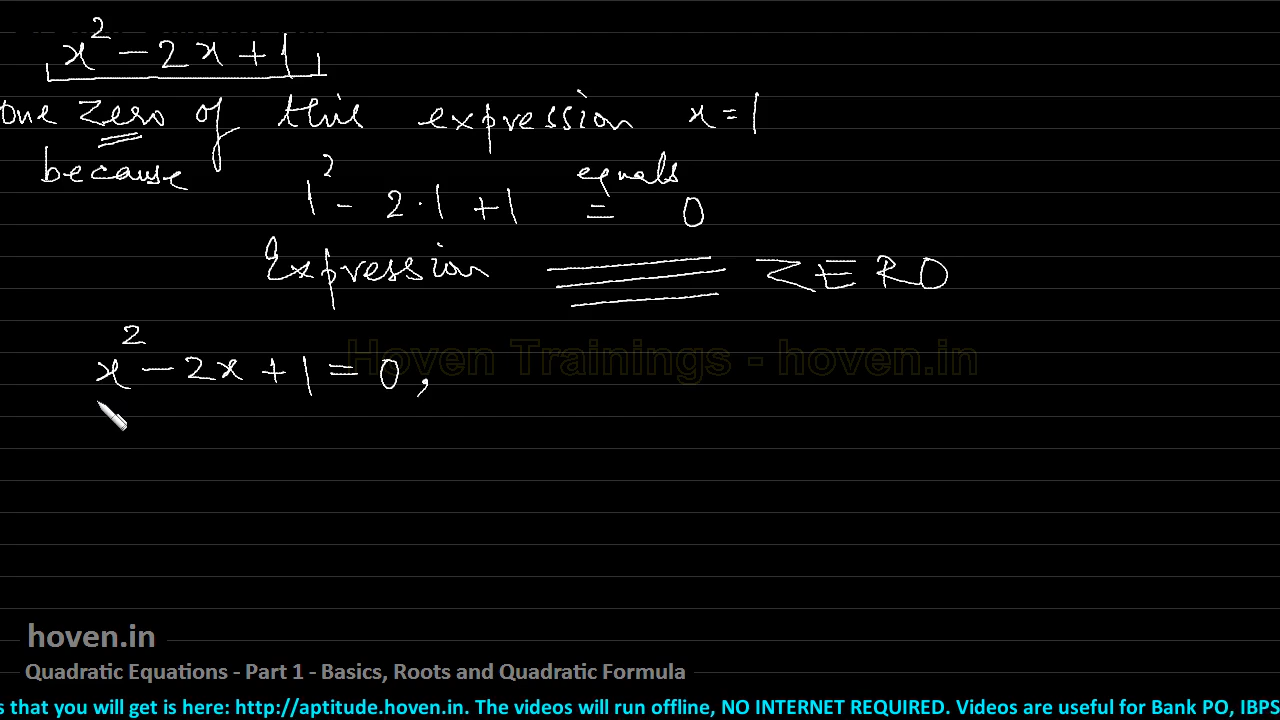 x² - 2x + 1
One Zero of this expression x = 1
because 1² - 2·1 + 1 equals = 0
Expression ZERO
x² - 2x + 1 = 0,
Hoven Trainings - hoven.in
hoven.in
Quadratic Equations - Part 1 - Basics, Roots and Quadratic Formula
s that you will get is here: http://aptitude.hoven.in. The videos will run offline, NO INTERNET REQUIRED. Videos are useful for Bank PO, IBPS